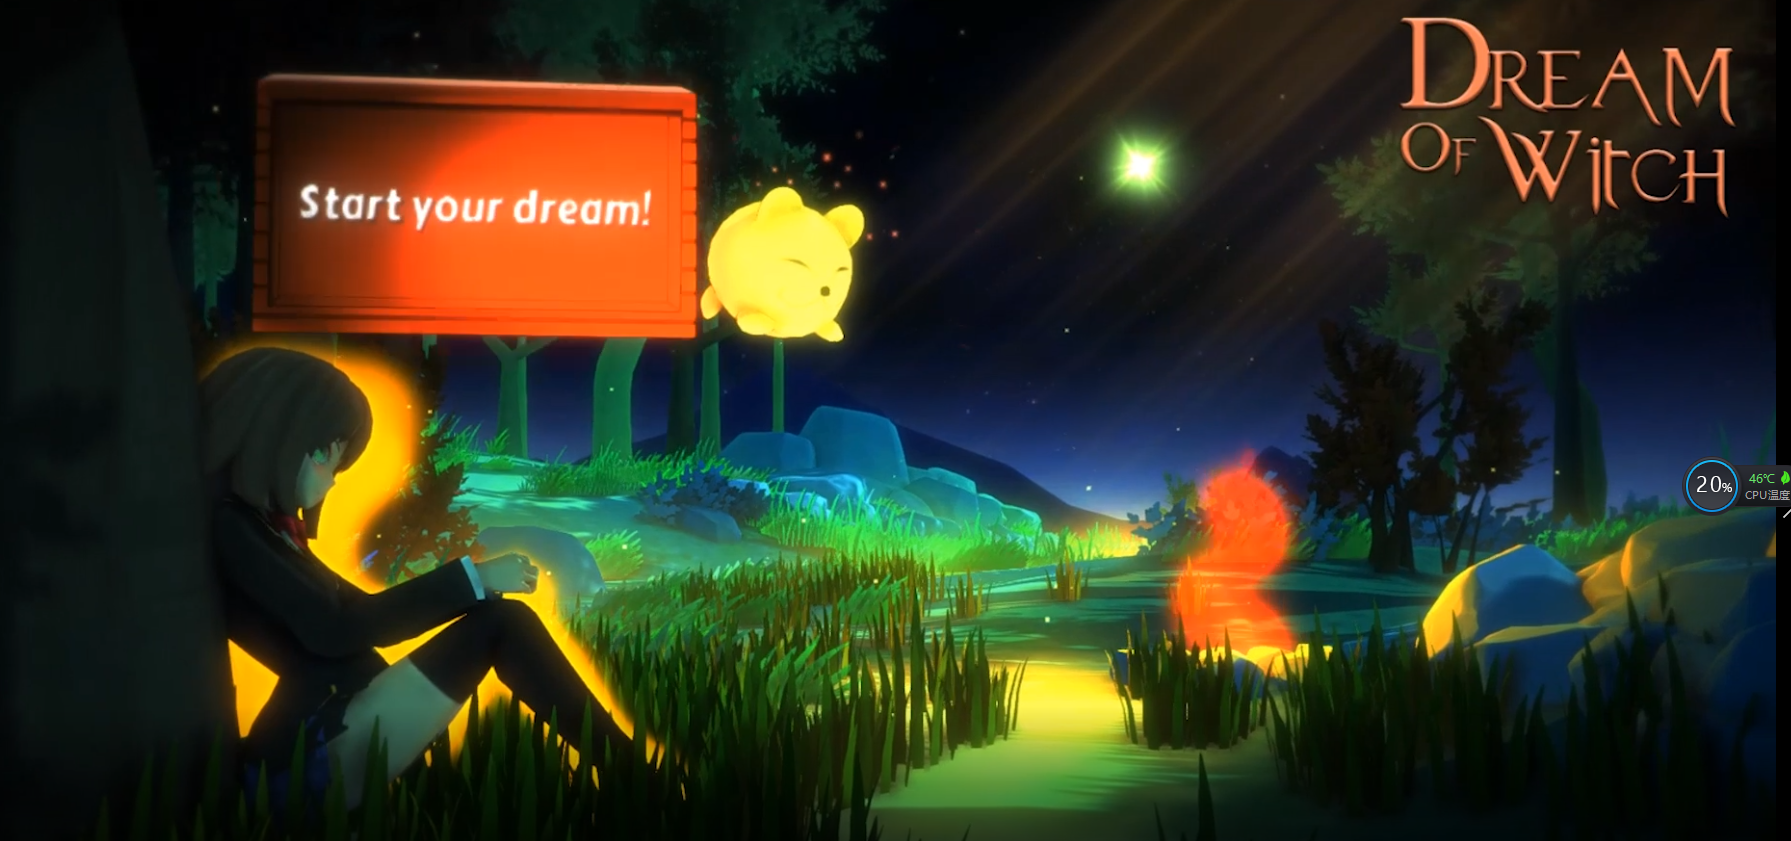 DREAM
OF WITCH
Start your dream!
20%
46℃
CPU温度